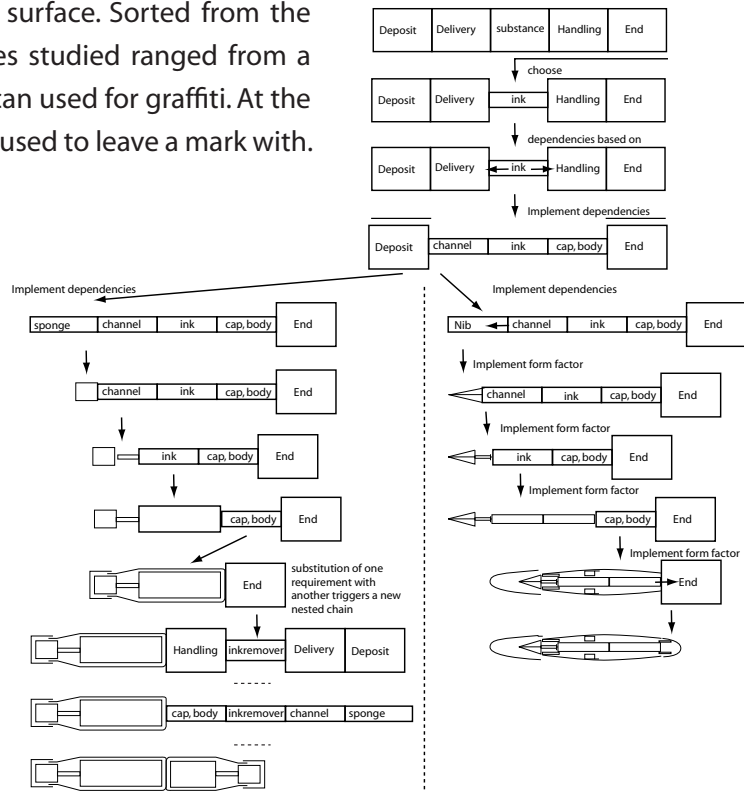 surface. Sorted from the
es studied ranged from a
can used for graffiti. At the
used to leave a mark with.
Deposit Delivery substance Handling End
choose
Deposit Delivery ink Handling End
dependencies based on
Deposit Delivery ink Handling End
Implement dependencies
Deposit channel ink cap, body End
Implement dependencies
sponge channel ink cap, body End
channel ink cap, body End
ink cap, body End
cap, body End
End
substitution of one
requirement with
another triggers a new
nested chain
Handling inkremover Delivery Deposit
cap, body inkremover channel sponge
Implement dependencies
Nib channel ink cap, body End
Implement form factor
channel ink cap, body End
Implement form factor
ink cap, body End
Implement form factor
cap, body End
Implement form factor
End